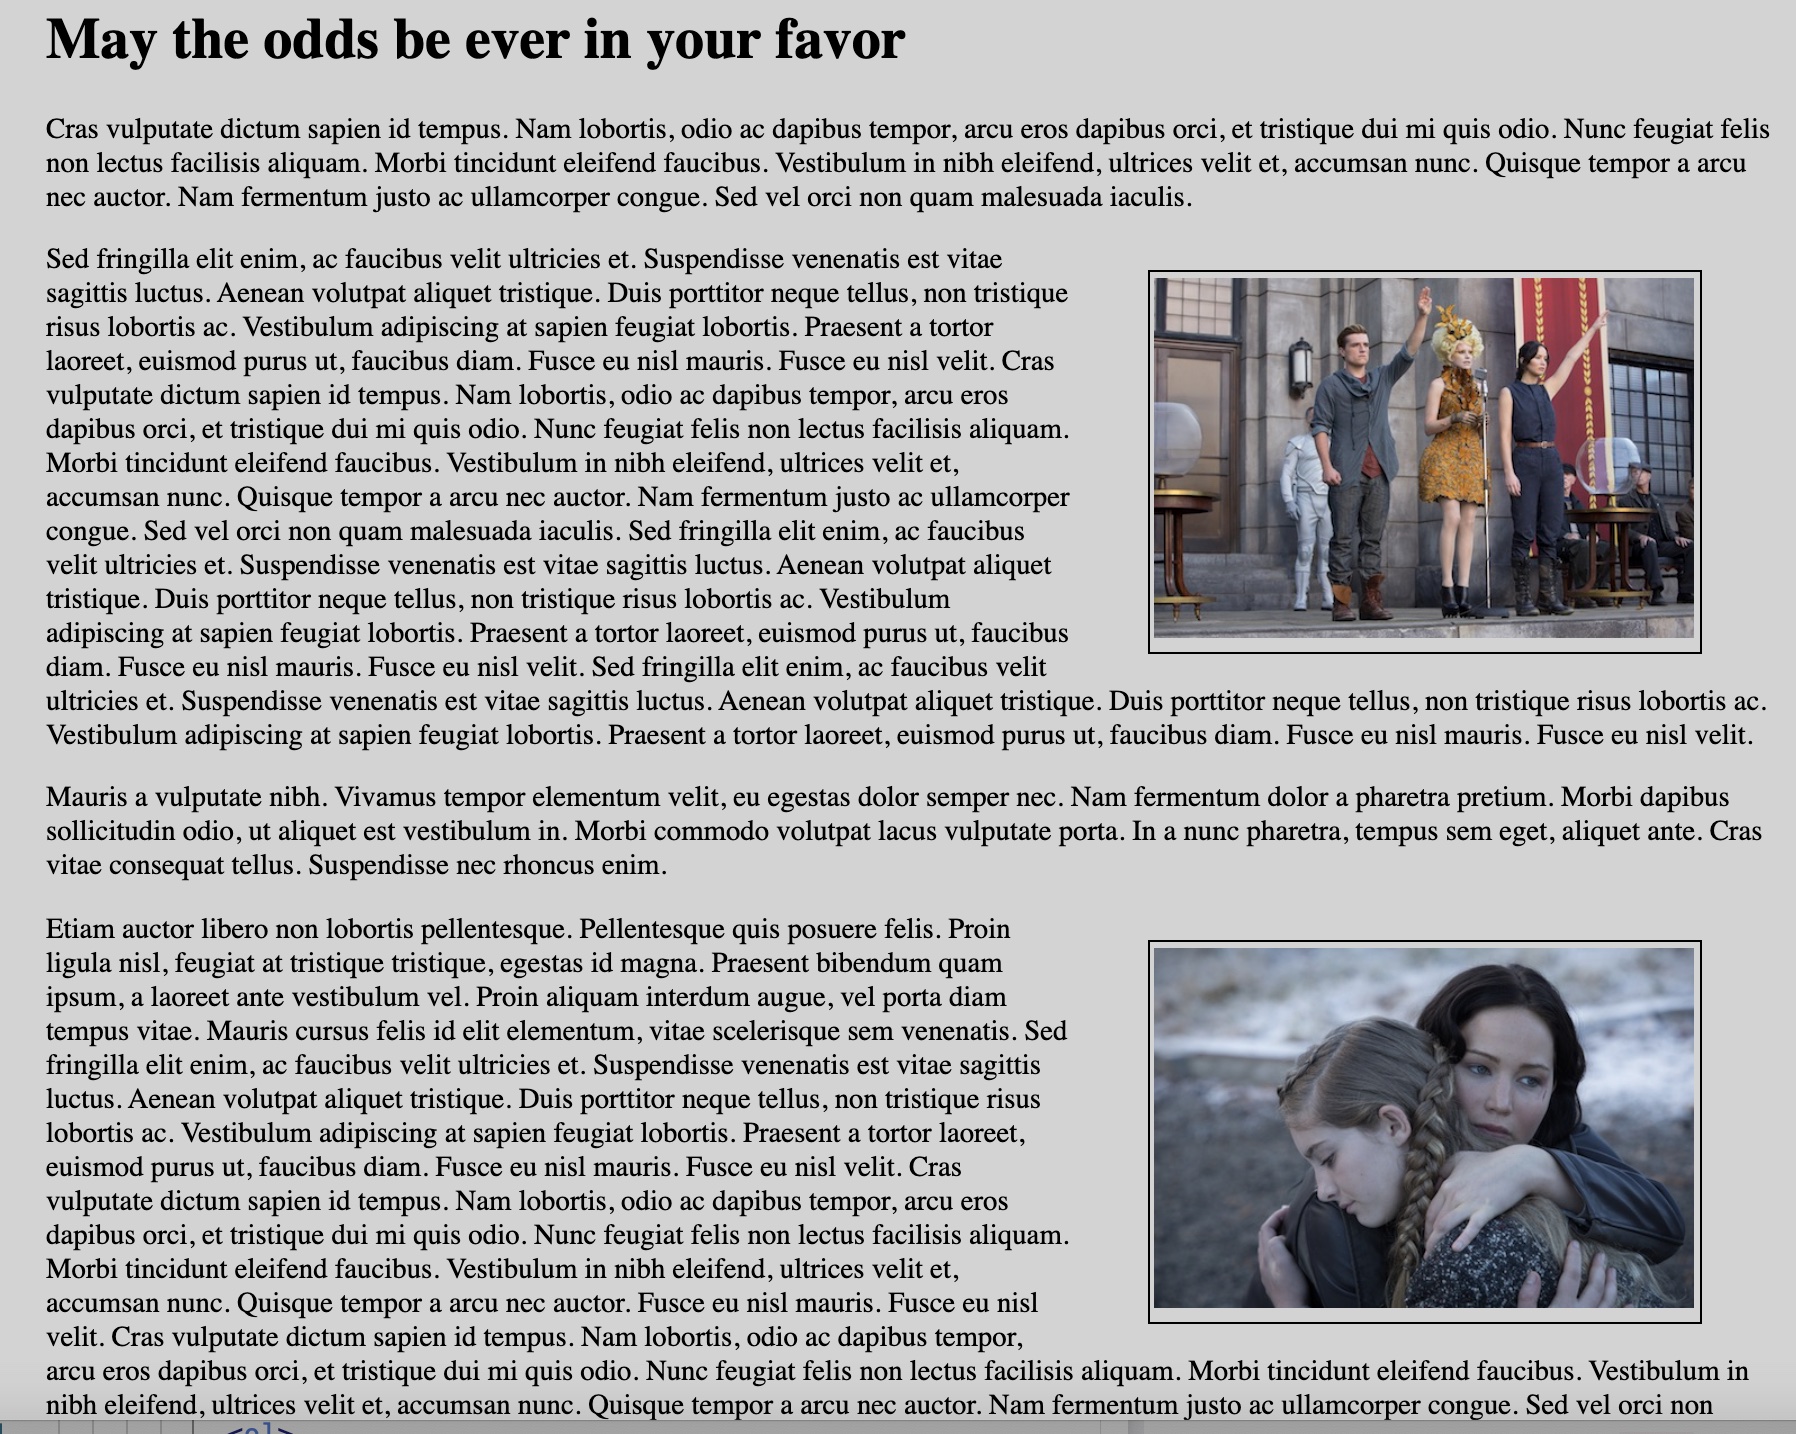 May the odds be ever in your favor
Cras vulputate dictum sapien id tempus. Nam lobortis, odio ac dapibus tempor, arcu eros dapibus orci, et tristique dui mi quis odio. Nunc feugiat felis
non lectus facilisis aliquam. Morbi tincidunt eleifend faucibus. Vestibulum in nibh eleifend, ultrices velit et, accumsan nunc. Quisque tempor a arcu
nec auctor. Nam fermentum justo ac ullamcorper congue. Sed vel orci non quam malesuada iaculis.
Sed fringilla elit enim, ac faucibus velit ultricies et. Suspendisse venenatis est vitae
sagittis luctus. Aenean volutpat aliquet tristique. Duis porttitor neque tellus, non tristique
risus lobortis ac. Vestibulum adipiscing at sapien feugiat lobortis. Praesent a tortor
laoreet, euismod purus ut, faucibus diam. Fusce eu nisl mauris. Fusce eu nisl velit. Cras
vulputate dictum sapien id tempus. Nam lobortis, odio ac dapibus tempor, arcu eros
dapibus orci, et tristique dui mi quis odio. Nunc feugiat felis non lectus facilisis aliquam.
Morbi tincidunt eleifend faucibus. Vestibulum in nibh eleifend, ultrices velit et,
accumsan nunc. Quisque tempor a arcu nec auctor. Nam fermentum justo ac ullamcorper
congue. Sed vel orci non quam malesuada iaculis. Sed fringilla elit enim, ac faucibus
velit ultricies et. Suspendisse venenatis est vitae sagittis luctus. Aenean volutpat aliquet
tristique. Duis porttitor neque tellus, non tristique risus lobortis ac. Vestibulum
adipiscing at sapien feugiat lobortis. Praesent a tortor laoreet, euismod purus ut, faucibus
diam. Fusce eu nisl mauris. Fusce eu nisl velit. Sed fringilla elit enim, ac faucibus velit
ultricies et. Suspendisse venenatis est vitae sagittis luctus. Aenean volutpat aliquet tristique. Duis porttitor neque tellus, non tristique risus lobortis ac.
Vestibulum adipiscing at sapien feugiat lobortis. Praesent a tortor laoreet, euismod purus ut, faucibus diam. Fusce eu nisl mauris. Fusce eu nisl velit.
Mauris a vulputate nibh. Vivamus tempor elementum velit, eu egestas dolor semper nec. Nam fermentum dolor a pharetra pretium. Morbi dapibus
sollicitudin odio, ut aliquet est vestibulum in. Morbi commodo volutpat lacus vulputate porta. In a nunc pharetra, tempus sem eget, aliquet ante. Cras
vitae consequat tellus. Suspendisse nec rhoncus enim.
Etiam auctor libero non lobortis pellentesque. Pellentesque quis posuere felis. Proin
ligula nisl, feugiat at tristique tristique, egestas id magna. Praesent bibendum quam
ipsum, a laoreet ante vestibulum vel. Proin aliquam interdum augue, vel porta diam
tempus vitae. Mauris cursus felis id elit elementum, vitae scelerisque sem venenatis. Sed
fringilla elit enim, ac faucibus velit ultricies et. Suspendisse venenatis est vitae sagittis
luctus. Aenean volutpat aliquet tristique. Duis porttitor neque tellus, non tristique risus
lobortis ac. Vestibulum adipiscing at sapien feugiat lobortis. Praesent a tortor laoreet,
euismod purus ut, faucibus diam. Fusce eu nisl mauris. Fusce eu nisl velit. Cras
vulputate dictum sapien id tempus. Nam lobortis, odio ac dapibus tempor, arcu eros
dapibus orci, et tristique dui mi quis odio. Nunc feugiat felis non lectus facilisis aliquam.
Morbi tincidunt eleifend faucibus. Vestibulum in nibh eleifend, ultrices velit et,
accumsan nunc. Quisque tempor a arcu nec auctor. Fusce eu nisl mauris. Fusce eu nisl
velit. Cras vulputate dictum sapien id tempus. Nam lobortis, odio ac dapibus tempor,
arcu eros dapibus orci, et tristique dui mi quis odio. Nunc feugiat felis non lectus facilisis aliquam. Morbi tincidunt eleifend faucibus. Vestibulum in
nibh eleifend, ultrices velit et, accumsan nunc. Quisque tempor a arcu nec auctor. Nam fermentum justo ac ullamcorper congue. Sed vel orci non